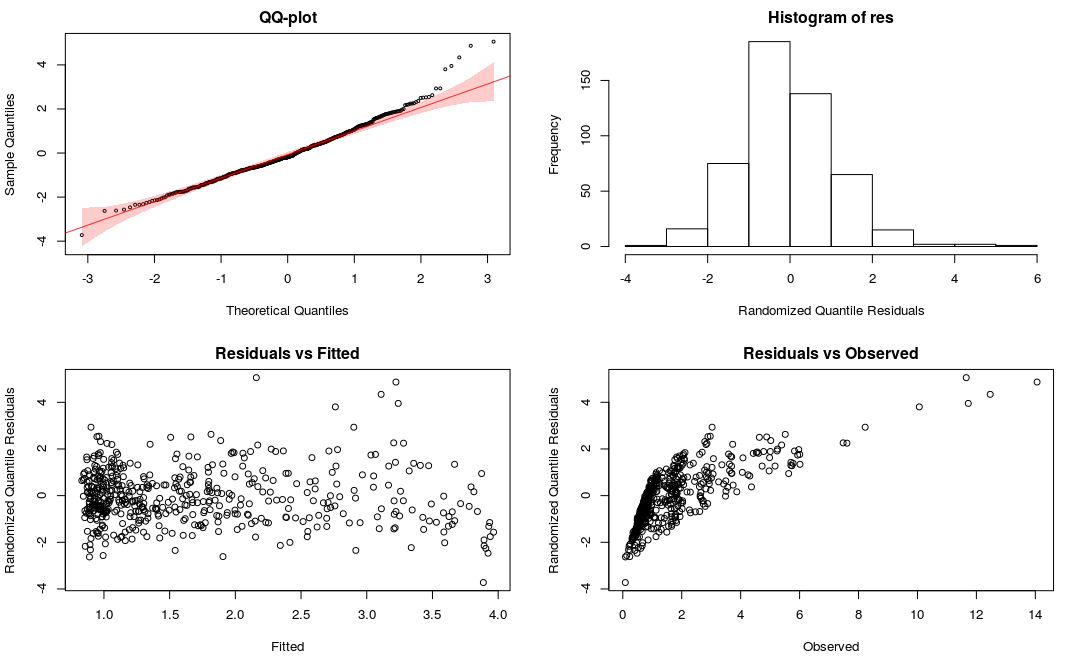 QQ-plot
Sample Qauntiles
4
2
0
-2
-4
-3 -2 -1 0 1 2 3
Theoretical Quantiles
Histogram of res
Frequency
150
100
50
0
-4 -2 0 2 4 6
Randomized Quantile Residuals
Residuals vs Fitted
Randomized Quantile Residuals
4
2
0
-2
-4
1.0 1.5 2.0 2.5 3.0 3.5 4.0
Fitted
Residuals vs Observed
Randomized Quantile Residuals
4
2
0
-2
-4
0 2 4 6 8 10 12 14
Observed